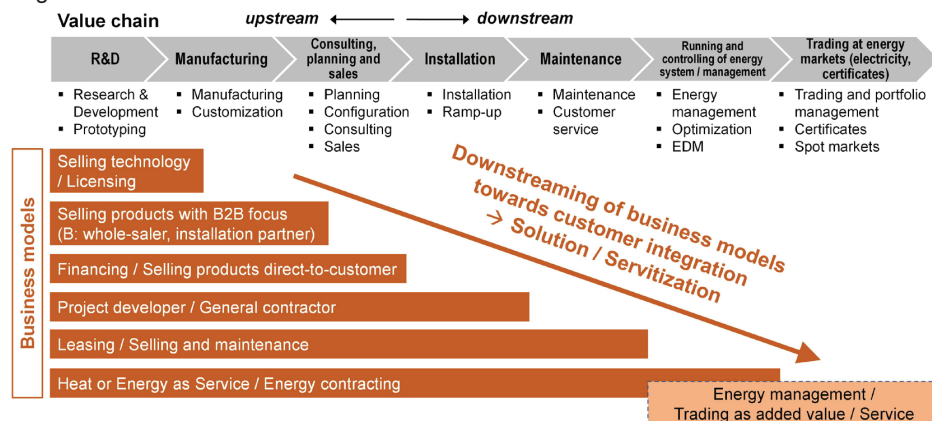 Value chain
upstream
downstream
R&D
Manufacturing
Consulting,
planning and
sales
Installation
Maintenance
Running and
controlling of energy
system / management
Trading at energy
markets (electricity,
certificates)
▪ Research &
Development
▪ Prototyping
▪ Manufacturing
▪ Customization
▪ Planning
▪ Configuration
▪ Consulting
▪ Sales
▪ Installation
▪ Ramp-up
▪ Maintenance
▪ Customer
service
▪ Energy
management
▪ Optimization
▪ EDM
▪ Trading and portfolio
management
▪ Certificates
▪ Spot markets
Business models
Selling technology
/ Licensing
Selling products with B2B focus
(B: whole-saler, installation partner)
Financing / Selling products direct-to-customer
Project developer / General contractor
Leasing / Selling and maintenance
Heat or Energy as Service / Energy contracting
Downstreaming of business models
towards customer integration
→ Solution / Servitization
Energy management /
Trading as added value / Service